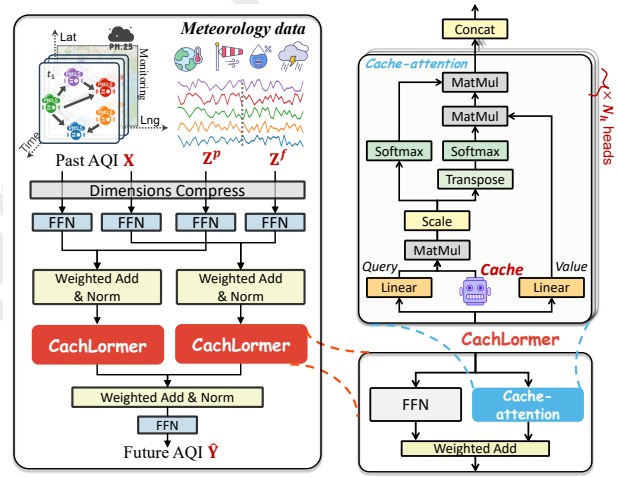 Meteorology data
Lat
PM.25
Monitoring
t₁
Time
Lng
Past AQI X
Zᵖ
Zᶠ
Dimensions Compress
FFN
FFN
FFN
FFN
Weighted Add
& Norm
Weighted Add
& Norm
CachLormer
CachLormer
Weighted Add & Norm
FFN
Future AQI Ŷ
Concat
Cache-attention
MatMul
MatMul
Softmax
Softmax
Transpose
Scale
MatMul
Query
Cache
Value
Linear
Linear
× Nₕ heads
CachLormer
FFN
Cache-
attention
Weighted Add